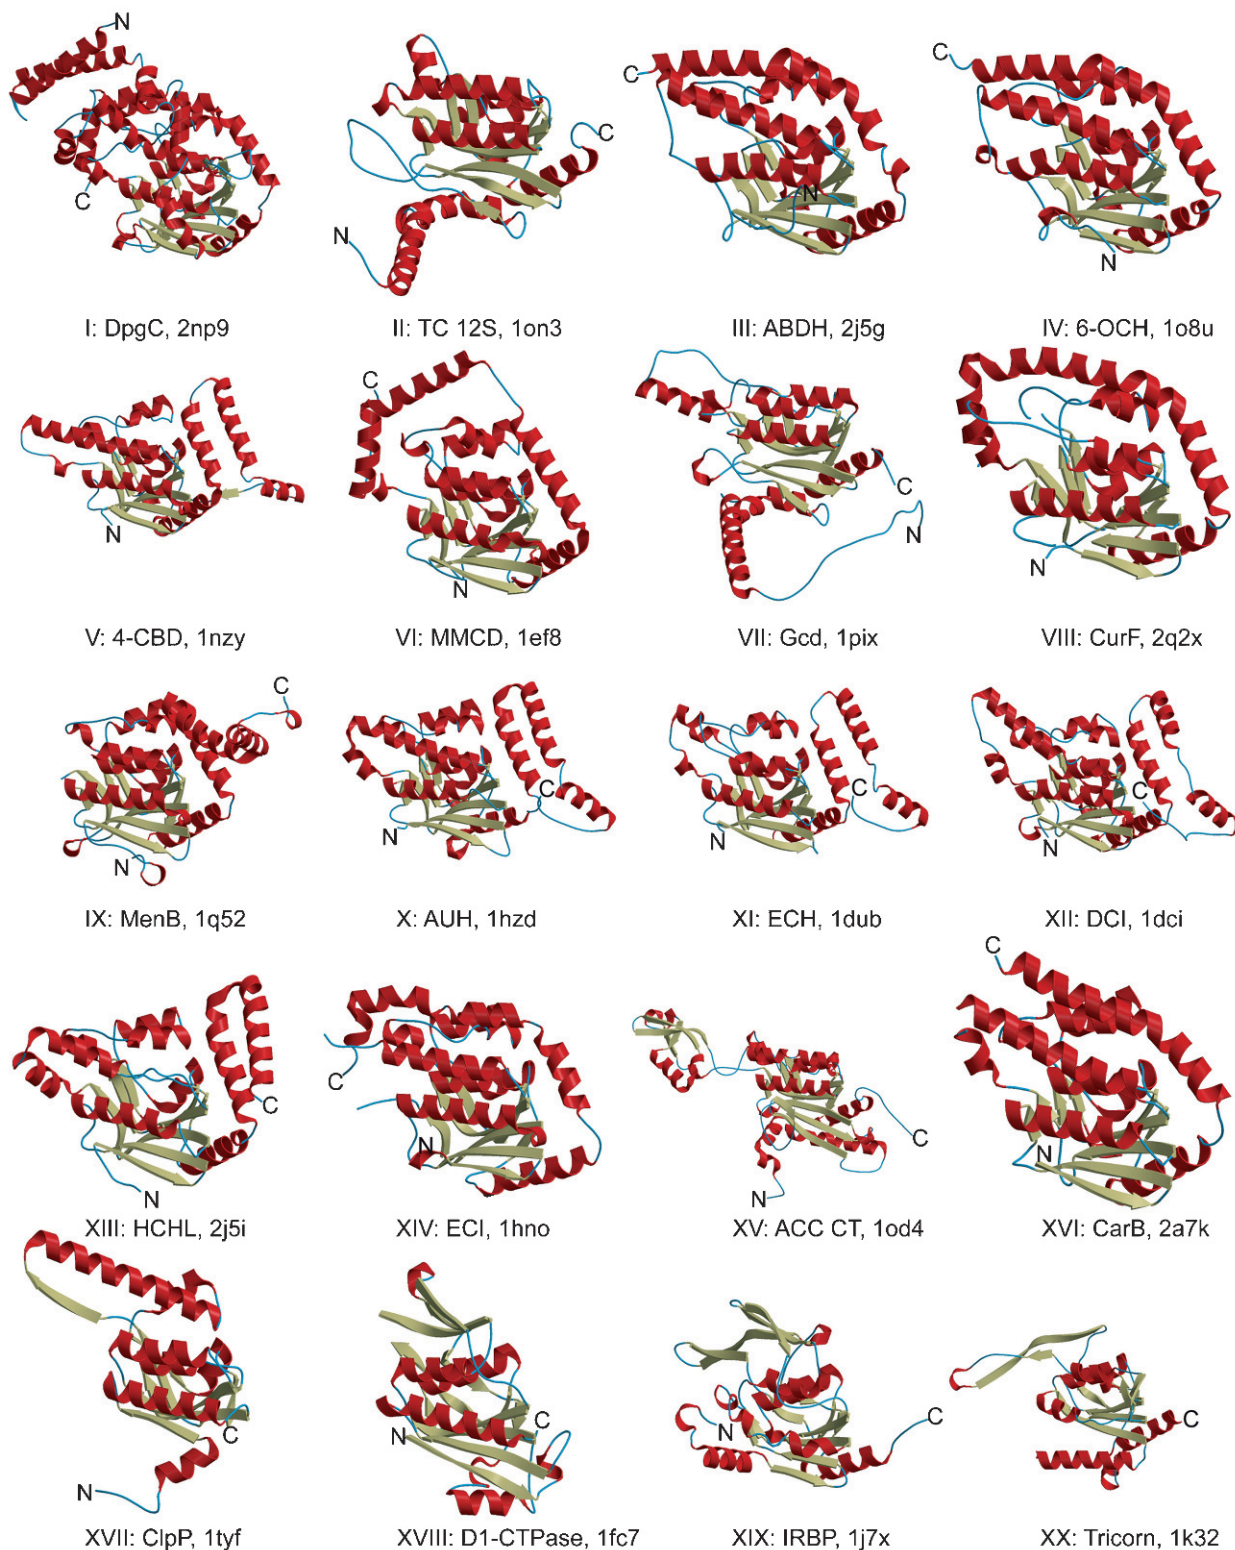 N
C
I: DpgC, 2np9
C
N
II: TC 12S, 1on3
C
N
III: ABDH, 2j5g
C
N
IV: 6-OCH, 1o8u
N
V: 4-CBD, 1nzy
C
N
VI: MMCD, 1ef8
C
N
VII: Gcd, 1pix
N
VIII: CurF, 2q2x
C
N
IX: MenB, 1q52
C
N
X: AUH, 1hzd
C
N
XI: ECH, 1dub
C
N
XII: DCI, 1dci
C
N
XIII: HCHL, 2j5i
C
N
XIV: ECI, 1hno
C
N
XV: ACC CT, 1od4
C
N
XVI: CarB, 2a7k
C
N
XVII: ClpP, 1tyf
C
N
XVIII: D1-CTPase, 1fc7
N
C
XIX: IRBP, 1j7x
C
XX: Tricorn, 1k32